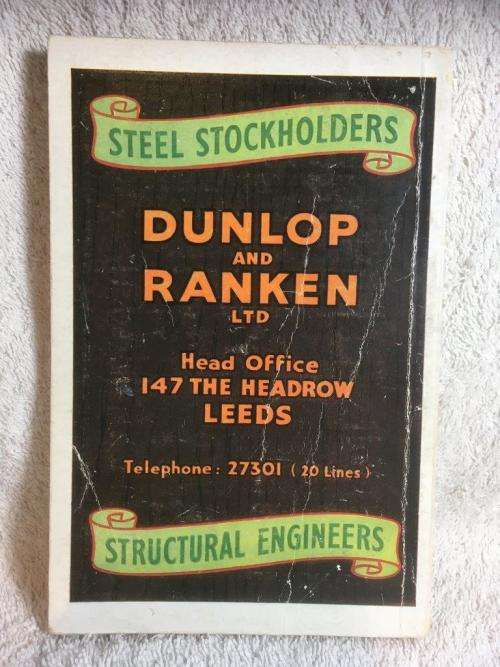 STEEL STOCKHOLDERS
DUNLOP
AND
RANKEN
LTD
Head Office
147 THE HEADROW
LEEDS
Telephone: 27301 (20 Lines)
STRUCTURAL ENGINEERS